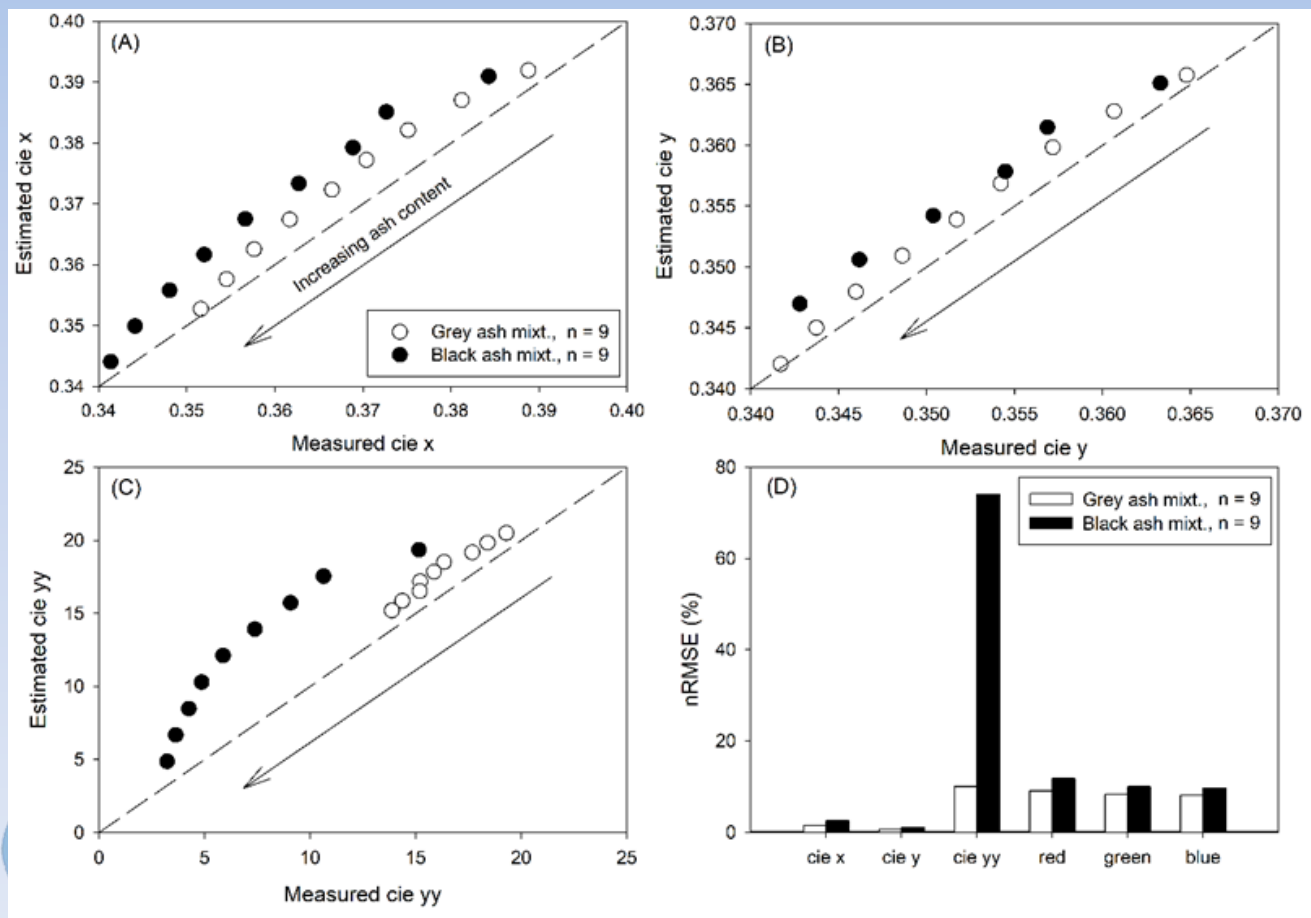 (A)
0.40
0.39
0.38
0.37
0.36
0.35
0.34
Estimated cie x
Increasing ash content
Grey ash mixt., n = 9
Black ash mixt., n = 9
0.34 0.35 0.36 0.37 0.38 0.39 0.40
Measured cie x
(B)
0.370
0.365
0.360
0.355
0.350
0.345
0.340
Estimated cie y
0.340 0.345 0.350 0.355 0.360 0.365 0.370
Measured cie y
(C)
25
20
15
10
5
0
Estimated cie yy
0 5 10 15 20 25
Measured cie yy
(D)
80
60
40
20
0
nRMSE (%)
Grey ash mixt., n = 9
Black ash mixt., n = 9
cie x cie y cie yy red green blue